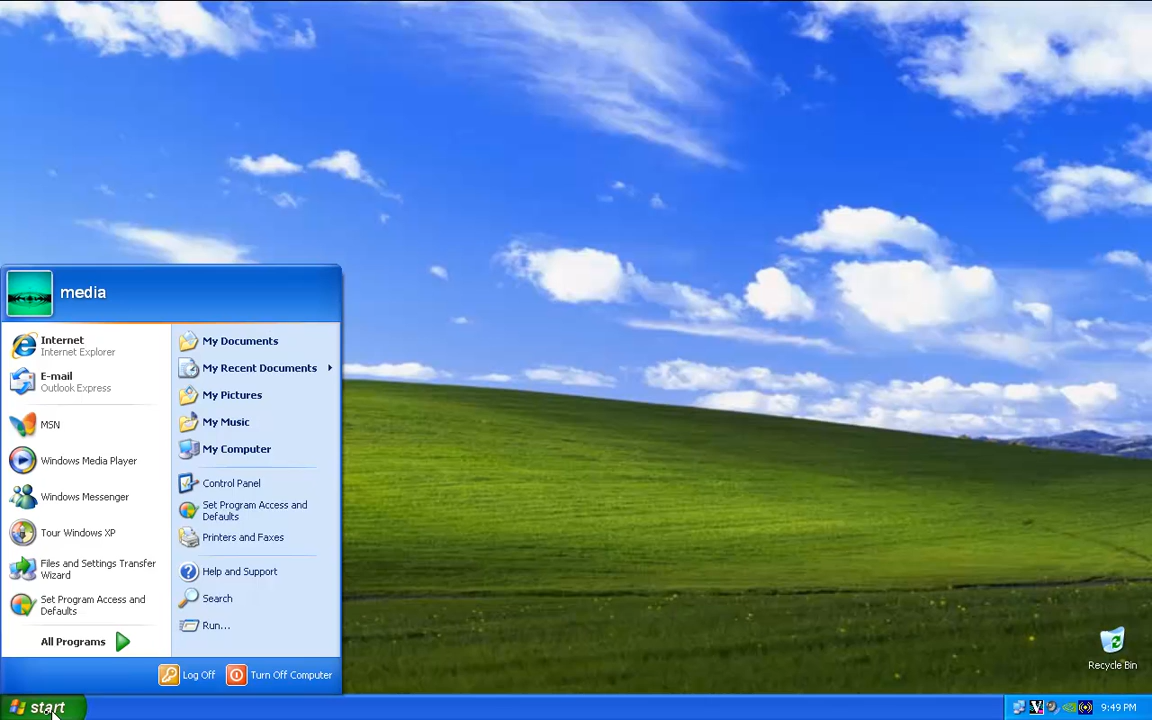 media
Internet
Internet Explorer
E-mail
Outlook Express
MSN
Windows Media Player
Windows Messenger
Tour Windows XP
Files and Settings Transfer
Wizard
Set Program Access and
Defaults
All Programs
My Documents
My Recent Documents
My Pictures
My Music
My Computer
Control Panel
Set Program Access and
Defaults
Printers and Faxes
Help and Support
Search
Run...
Log Off
Turn Off Computer
Recycle Bin
start
9:49 PM